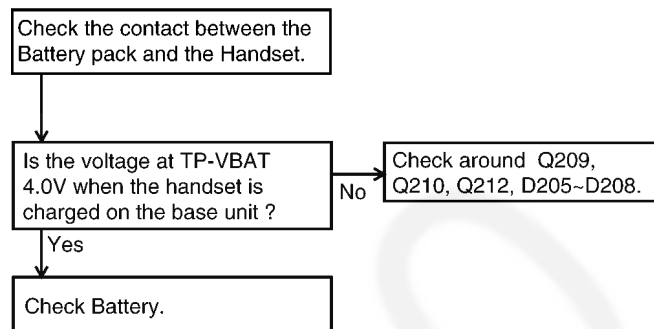 Check the contact between the
Battery pack and the Handset.
Is the voltage at TP-VBAT
4.0V when the handset is
charged on the base unit ?
No
Check around Q209,
Q210, Q212, D205~D208.
Yes
Check Battery.